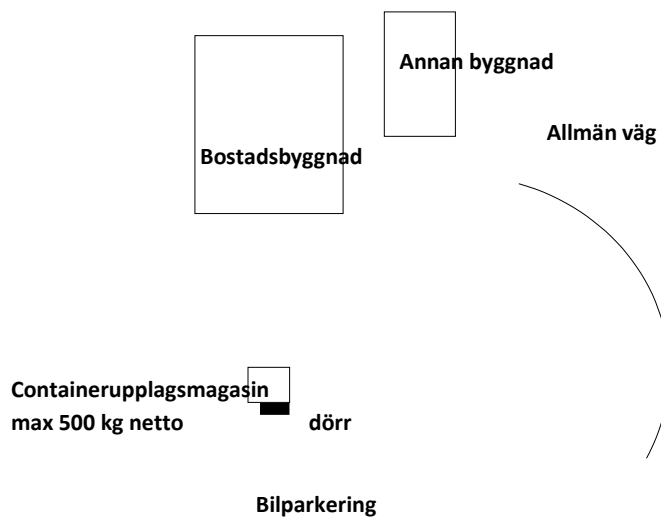 Annan byggnad
Allmän väg
Bostadsbyggnad
Containerupplagsmagasin
max 500 kg netto
dörr
Bilparkering